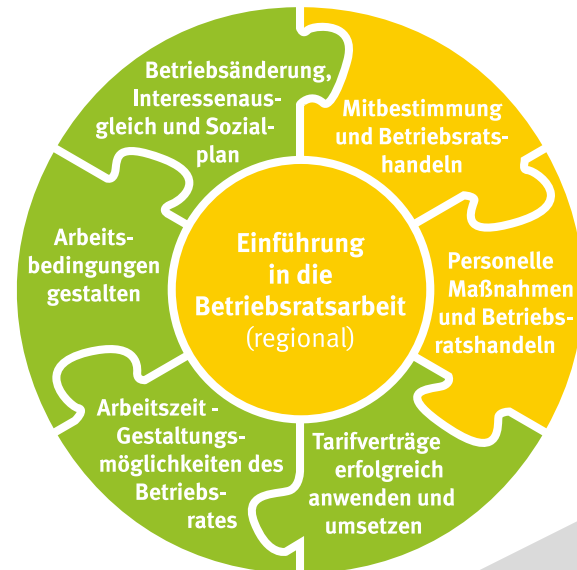 Betriebsänderung,
Interessenaus-
gleich und Sozial-
plan
Mitbestimmung
und Betriebsrats-
handeln
Personelle
Maßnahmen
und Betriebs-
ratshandeln
Tarifverträge
erfolgreich
anwenden und
umsetzen
Arbeitszeit -
Gestaltungs-
möglichkeiten des
Betriebs-
rates
Arbeits-
bedingungen
gestalten
Einführung
in die
Betriebsratsarbeit
(regional)